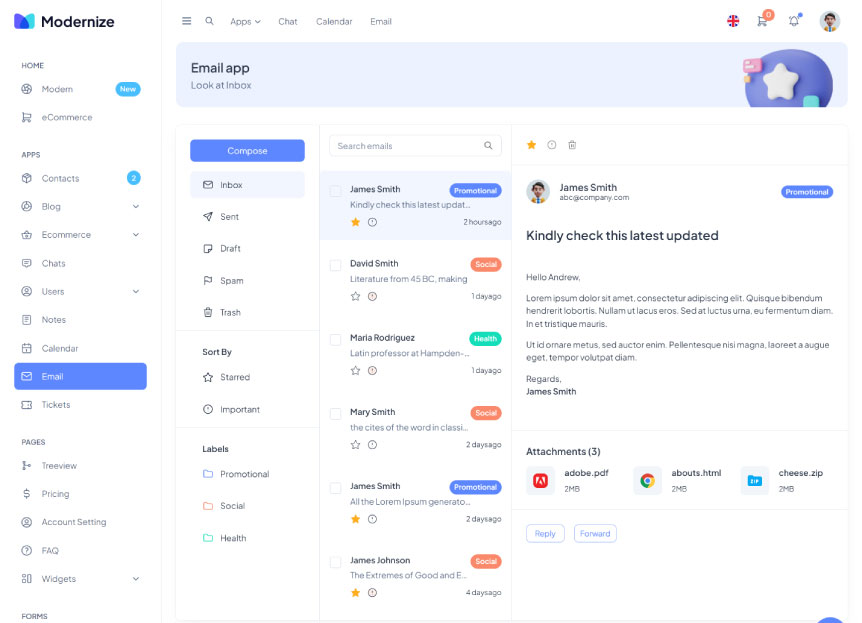 Modernize
Apps
Chat
Calendar
Email
0
HOME
Modern
New
eCommerce
APPS
Contacts
2
Blog
Ecommerce
Chats
Users
Notes
Calendar
Email
Tickets
PAGES
Treeview
Pricing
Account Setting
FAQ
Widgets
FORMS
Email app
Look at Inbox
Compose
Inbox
Sent
Draft
Spam
Trash
Sort By
Starred
Important
Labels
Promotional
Social
Health
Search emails
James Smith
Promotional
Kindly check this latest updat...
2 hoursago
David Smith
Social
Literature from 45 BC, making
1 dayago
Maria Rodriguez
Health
Latin professor at Hampden-...
1 dayago
Mary Smith
Social
the cites of the word in classi...
2 daysago
James Smith
Promotional
All the Lorem Ipsum generato...
2 daysago
James Johnson
Social
The Extremes of Good and E...
4 daysago
James Smith
abc@company.com
Promotional
Kindly check this latest updated
Hello Andrew,
Lorem ipsum dolor sit amet, consectetur adipiscing elit. Quisque bibendum
hendrerit lobortis. Nullam ut lacus eros. Sed at luctus urna, eu fermentum diam.
In et tristique mauris.
Ut id ornare metus, sed auctor enim. Pellentesque nisi magna, laoreet a augue
eget, tempor volutpat diam.
Regards,
James Smith
Attachments (3)
adobe.pdf
2MB
abouts.html
2MB
ZIP
cheese.zip
2MB
Reply
Forward